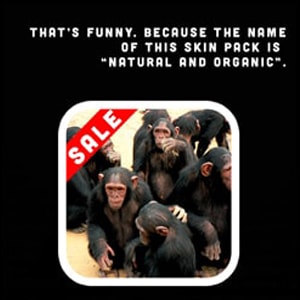 THAT'S FUNNY. BECAUSE THE NAME
OF THIS SKIN PACK IS
"NATURAL AND ORGANIC".
SALE